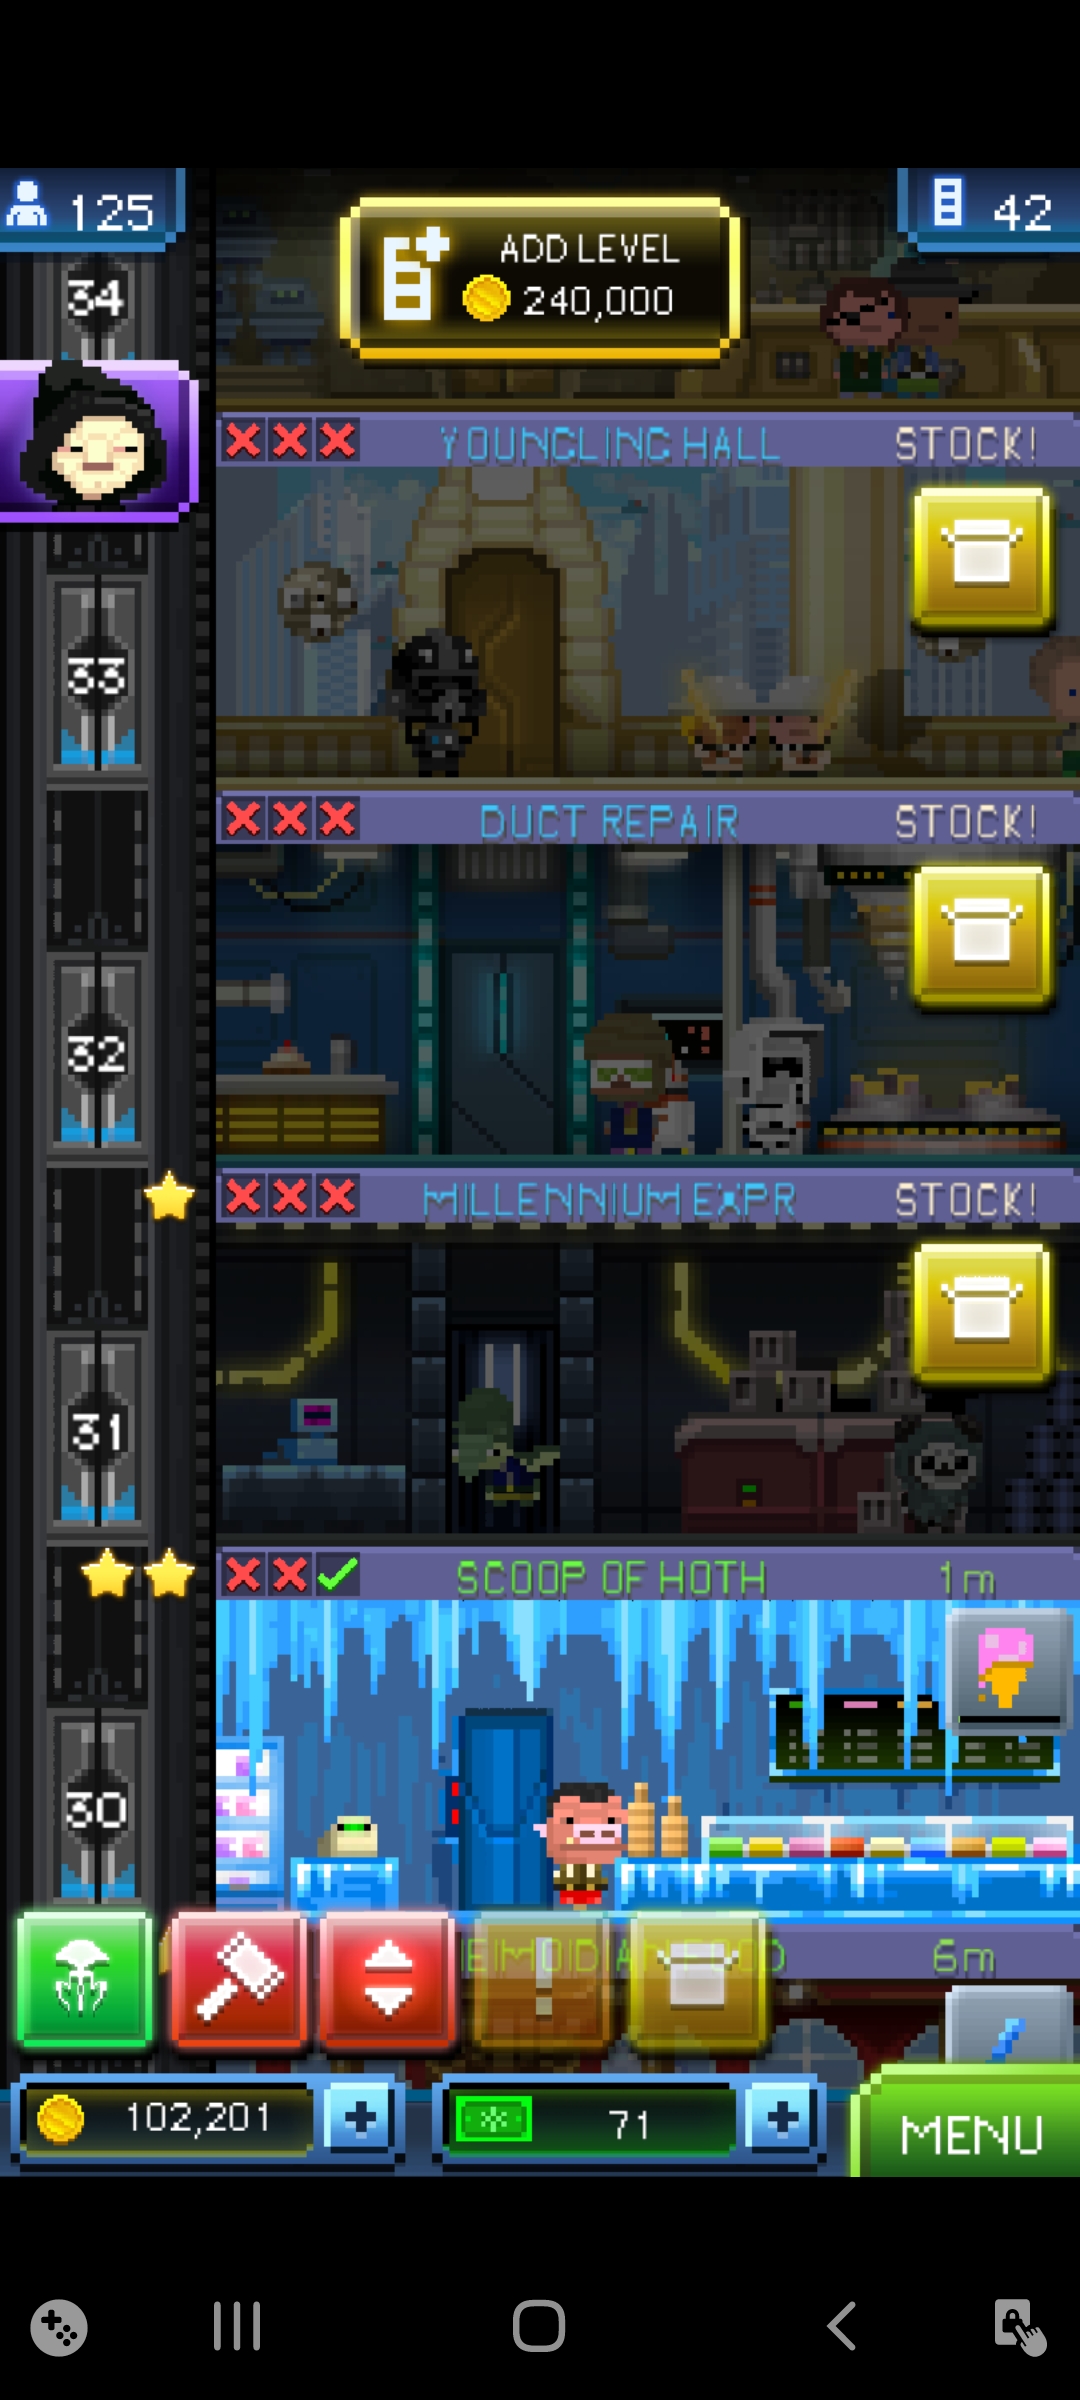 125
42
ADD LEVEL
240,000
34
YOUNGLING HALL STOCK!
33
DUCT REPAIR STOCK!
32
MILLENNIUM EXPR STOCK!
31
SCOOP OF HOTH 1m
30
6m
102,201
71
MENU